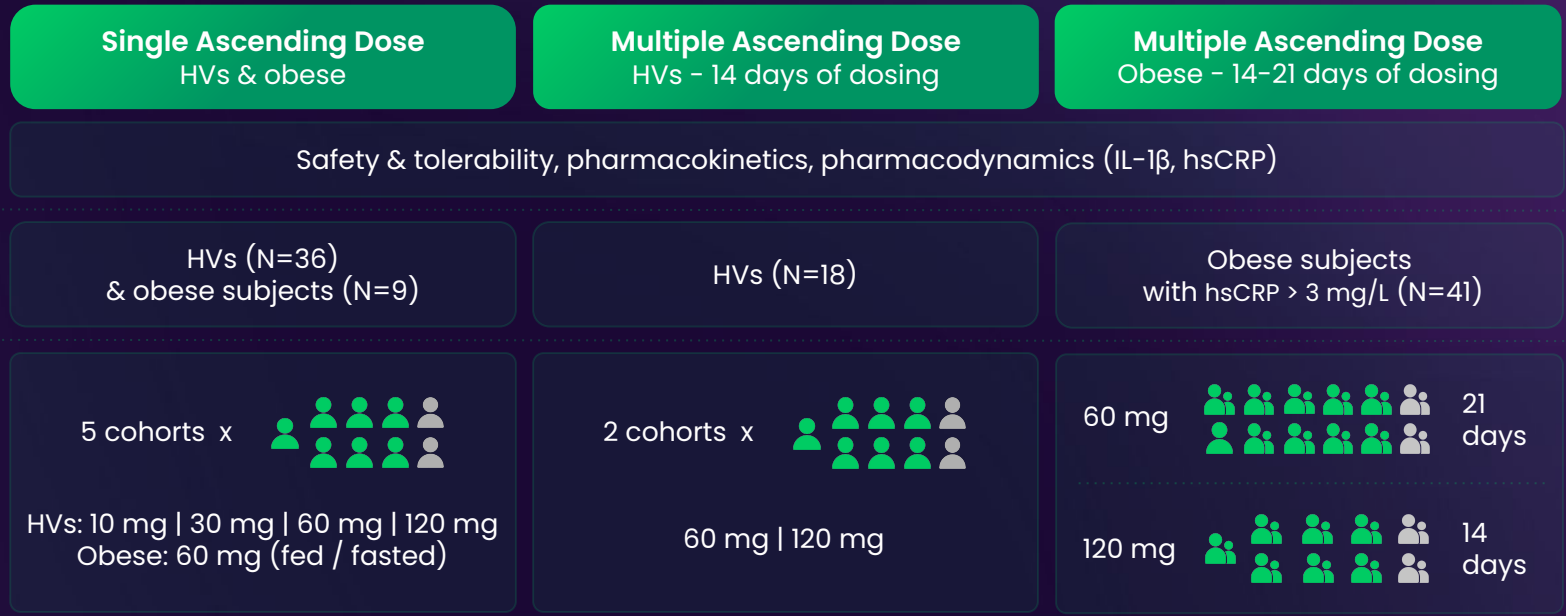 Single Ascending Dose
HVs & obese
Multiple Ascending Dose
HVs - 14 days of dosing
Multiple Ascending Dose
Obese - 14-21 days of dosing
Safety & tolerability, pharmacokinetics, pharmacodynamics (IL-1β, hsCRP)
HVs (N=36)
& obese subjects (N=9)
HVs (N=18)
Obese subjects
with hsCRP > 3 mg/L (N=41)
5 cohorts x
HVs: 10 mg | 30 mg | 60 mg | 120 mg
Obese: 60 mg (fed / fasted)
2 cohorts x
60 mg | 120 mg
60 mg
21
days
120 mg
14
days